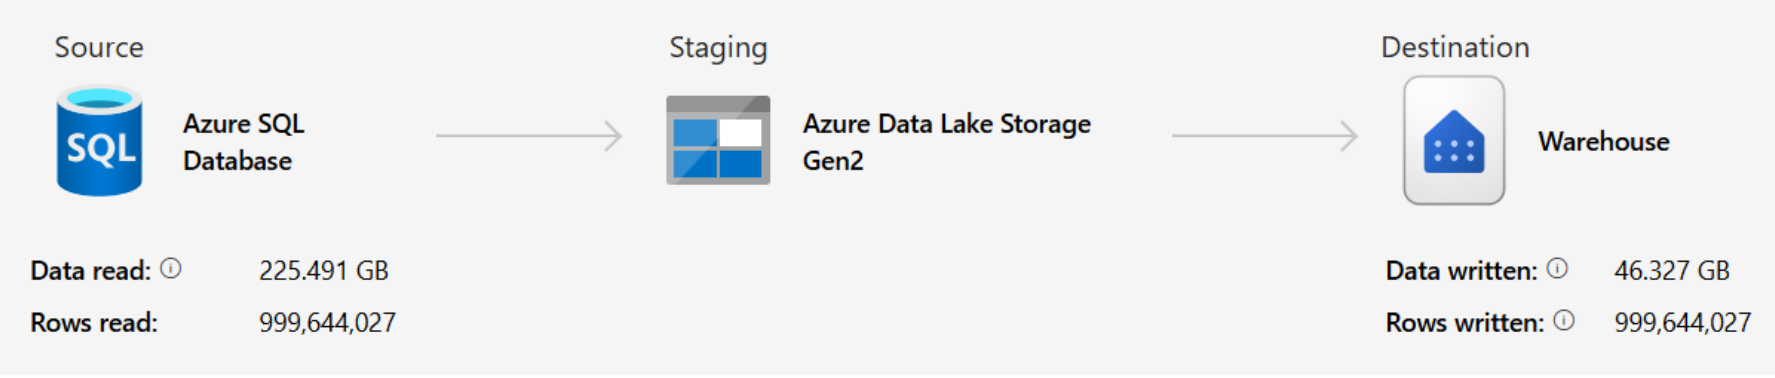 Source
Staging
Destination
SQL
Azure SQL
Database
Azure Data Lake Storage
Gen2
Warehouse
Data read: 225.491 GB
Rows read: 999,644,027
Data written: 46.327 GB
Rows written: 999,644,027